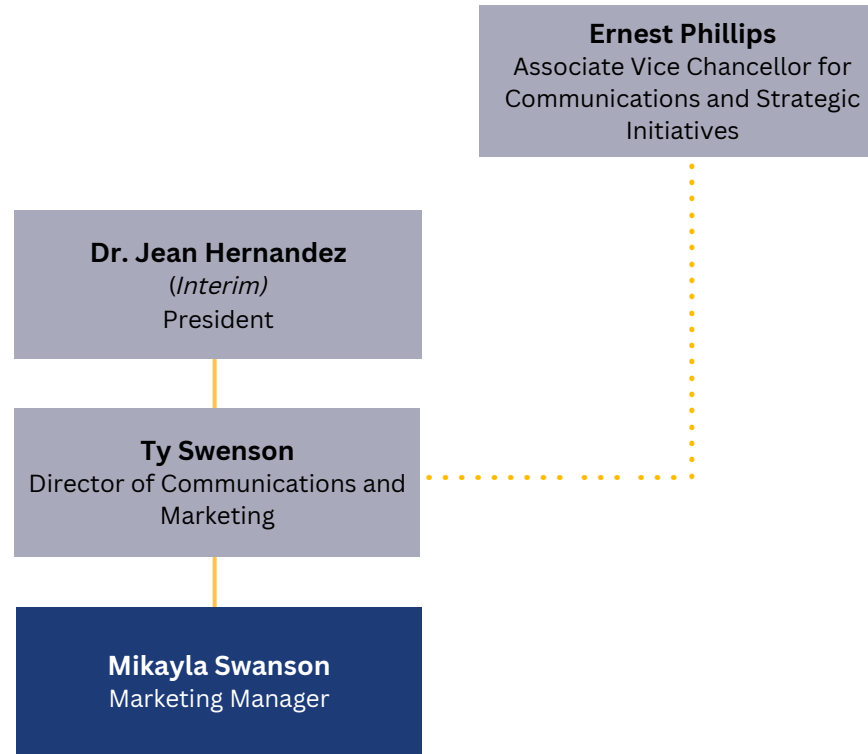 Ernest Phillips
Associate Vice Chancellor for
Communications and Strategic
Initiatives
Dr. Jean Hernandez
(Interim)
President
Ty Swenson
Director of Communications and
Marketing
Mikayla Swanson
Marketing Manager